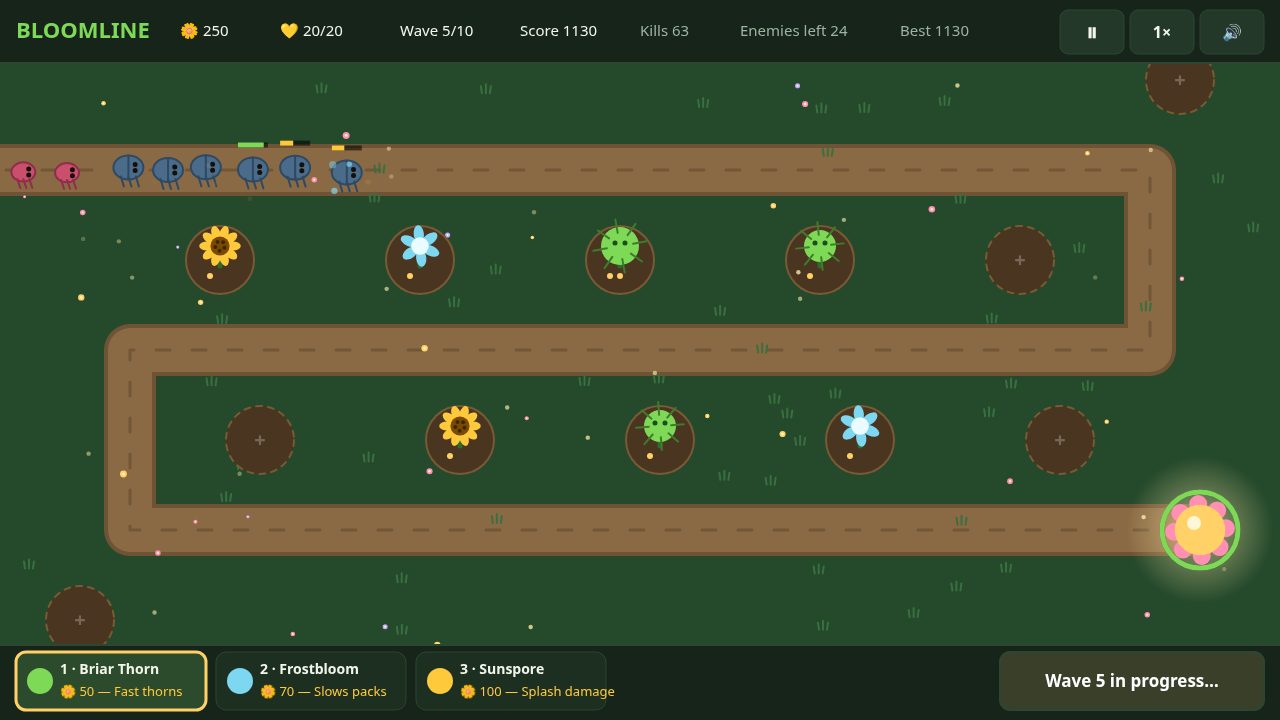 BLOOMLINE 🌼 250 💛 20/20 Wave 5/10 Score 1130 Kills 63 Enemies left 24 Best 1130 ⏸ 1× 🔊
1 · Briar Thorn
🌼 50 — Fast thorns
2 · Frostbloom
🌼 70 — Slows packs
3 · Sunspore
🌼 100 — Splash damage
Wave 5 in progress…